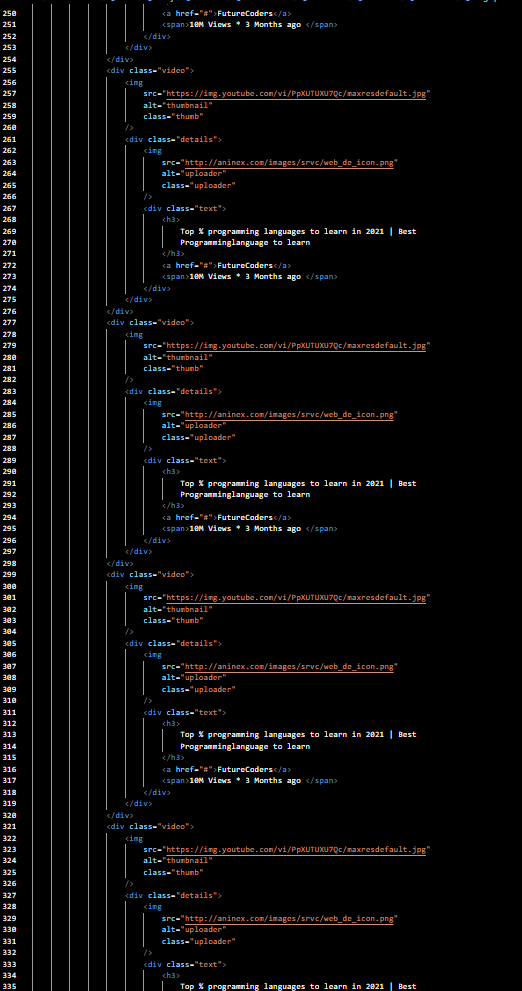 250 <a href="#">FutureCoders</a>
251 <span>10M Views * 3 Months ago </span>
252 </div>
253 </div>
254 </div>
255 <div class="video">
256 <img
257 src="https://img.youtube.com/vi/PpXUTUXU7Qc/maxresdefault.jpg"
258 alt="thumbnail"
259 class="thumb"
260 />
261 <div class="details">
262 <img
263 src="http://aninex.com/images/srvc/web_de_icon.png"
264 alt="uploader"
265 class="uploader"
266 />
267 <div class="text">
268 <h3>
269 Top % programming languages to learn in 2021 | Best
270 Programminglanguage to learn
271 </h3>
272 <a href="#">FutureCoders</a>
273 <span>10M Views * 3 Months ago </span>
274 </div>
275 </div>
276 </div>
277 <div class="video">
278 <img
279 src="https://img.youtube.com/vi/PpXUTUXU7Qc/maxresdefault.jpg"
280 alt="thumbnail"
281 class="thumb"
282 />
283 <div class="details">
284 <img
285 src="http://aninex.com/images/srvc/web_de_icon.png"
286 alt="uploader"
287 class="uploader"
288 />
289 <div class="text">
290 <h3>
291 Top % programming languages to learn in 2021 | Best
292 Programminglanguage to learn
293 </h3>
294 <a href="#">FutureCoders</a>
295 <span>10M Views * 3 Months ago </span>
296 </div>
297 </div>
298 </div>
299 <div class="video">
300 <img
301 src="https://img.youtube.com/vi/PpXUTUXU7Qc/maxresdefault.jpg"
302 alt="thumbnail"
303 class="thumb"
304 />
305 <div class="details">
306 <img
307 src="http://aninex.com/images/srvc/web_de_icon.png"
308 alt="uploader"
309 class="uploader"
310 />
311 <div class="text">
312 <h3>
313 Top % programming languages to learn in 2021 | Best
314 Programminglanguage to learn
315 </h3>
316 <a href="#">FutureCoders</a>
317 <span>10M Views * 3 Months ago </span>
318 </div>
319 </div>
320 </div>
321 <div class="video">
322 <img
323 src="https://img.youtube.com/vi/PpXUTUXU7Qc/maxresdefault.jpg"
324 alt="thumbnail"
325 class="thumb"
326 />
327 <div class="details">
328 <img
329 src="http://aninex.com/images/srvc/web_de_icon.png"
330 alt="uploader"
331 class="uploader"
332 />
333 <div class="text">
334 <h3>
335 Top % programming languages to learn in 2021 | Best